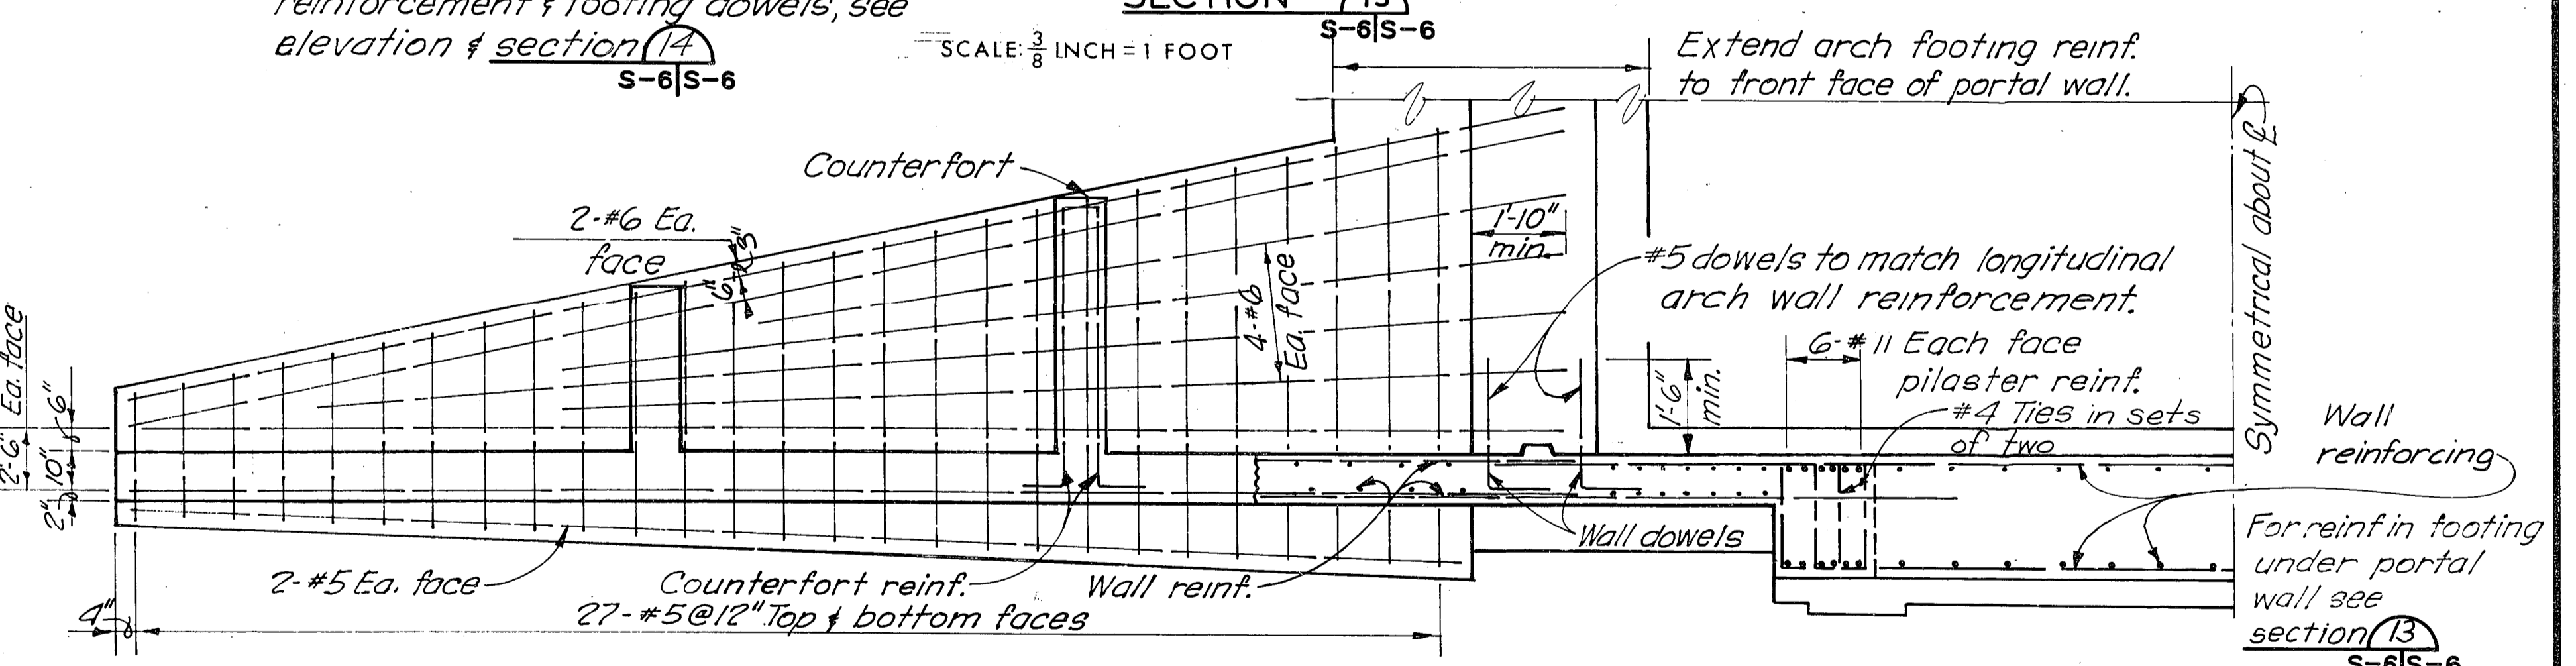 reinforcement & footing dowels, see
elevation & section 14
S-6|S-6
SECTION 13
S-6|S-6
SCALE: 3/8 INCH = 1 FOOT
Extend arch footing reinf.
to front face of portal wall.
Symmetrical about ℄
Counterfort
2-#6 Ea.
face
3"
6"
4-#6
Ea. face
1'-10"
min.
#5 dowels to match longitudinal
arch wall reinforcement.
6-#11 Each face
pilaster reinf.
#4 Ties in sets
of two
1'-6"
min.
Wall
reinforcing
Ea. face
2'-6"
6"
10"
2"
Wall dowels
For reinf in footing
under portal
wall see
section 13
S-6|S-6
2-#5 Ea. face
Counterfort reinf.
Wall reinf.
4"
27-#5@12" Top & bottom faces